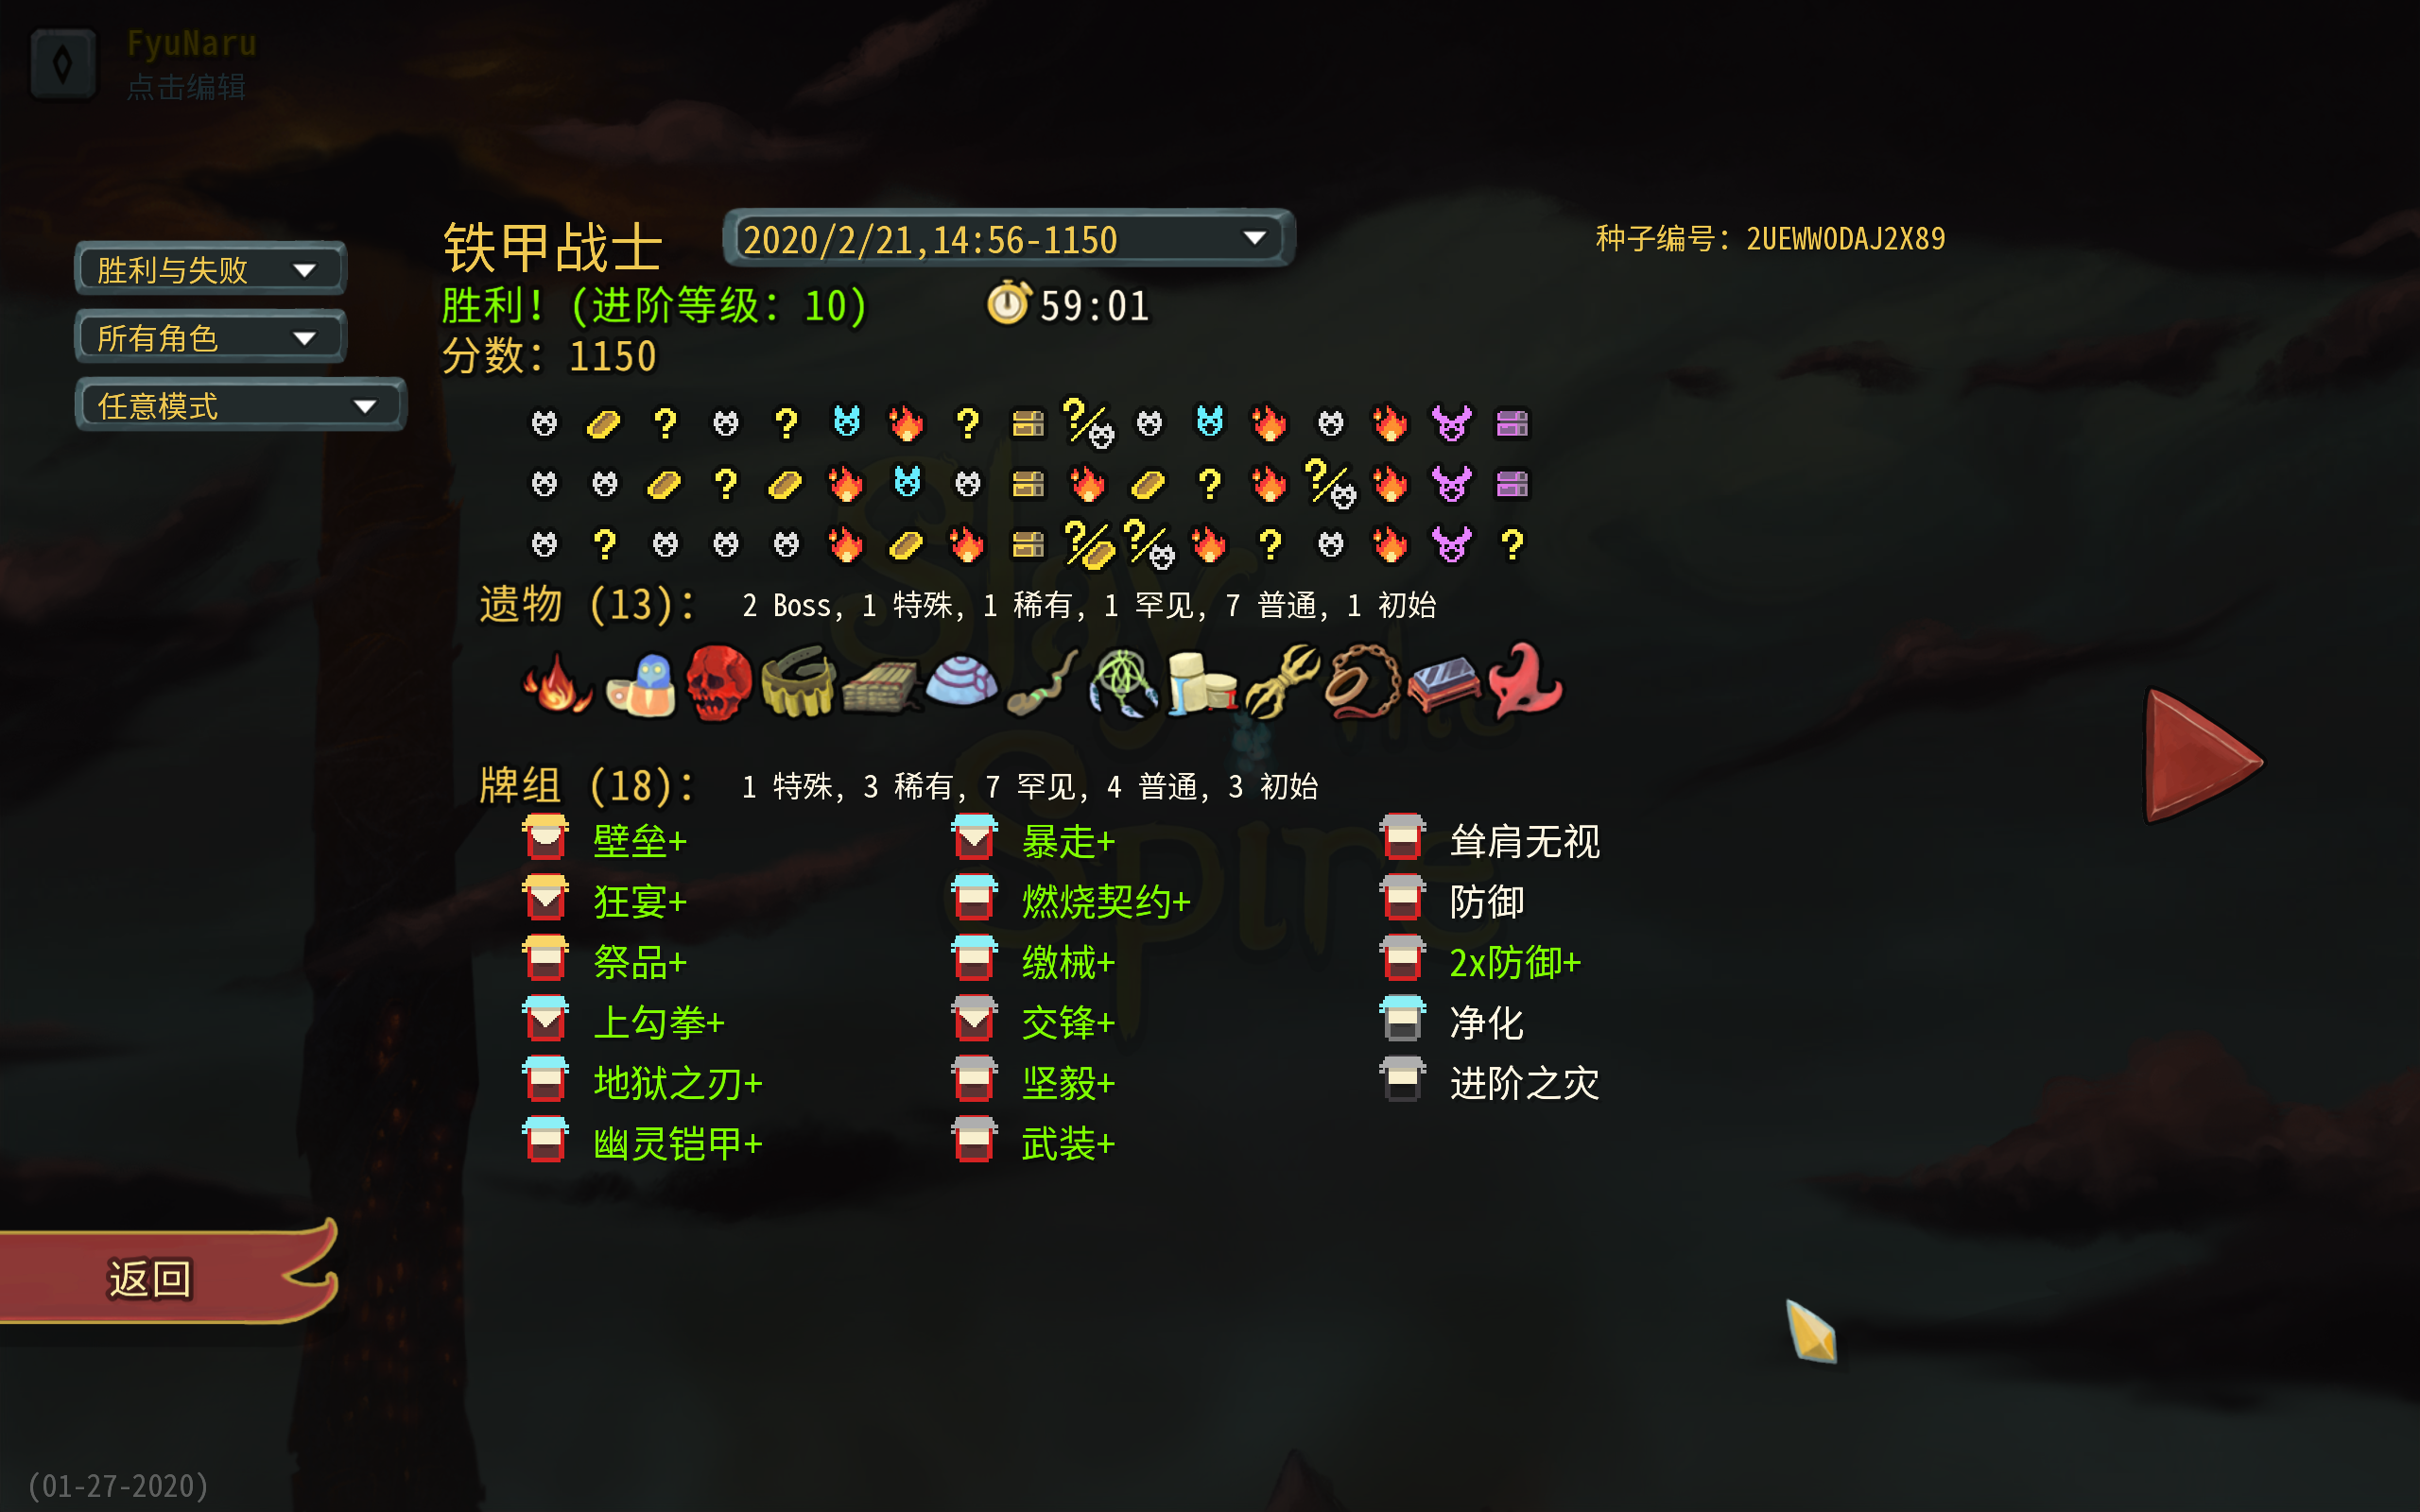 FyuNaru
点击编辑
铁甲战士
2020/2/21,14:56-1150
种子编号: 2UEWWODAJ2X89
胜利与失败
所有角色
任意模式
胜利! (进阶等级: 10)
59:01
分数: 1150
遗物 (13):
2 Boss, 1 特殊, 1 稀有, 1 罕见, 7 普通, 1 初始
牌组 (18):
1 特殊, 3 稀有, 7 罕见, 4 普通, 3 初始
壁垒+
暴走+
耸肩无视
狂宴+
燃烧契约+
防御
祭品+
缴械+
2x防御+
上勾拳+
交锋+
净化
地狱之刃+
坚毅+
进阶之灾
幽灵铠甲+
武装+
返回
Slay
the
Spire
(01-27-2020)